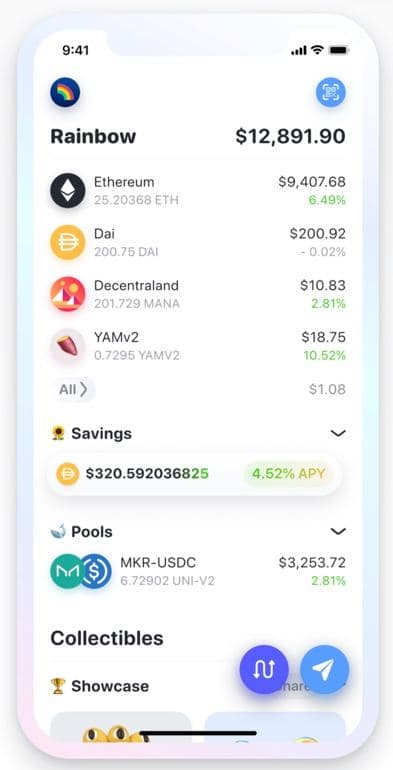 9:41
Rainbow $12,891.90
Ethereum $9,407.68
25.20368 ETH 6.49%
Dai $200.92
200.75 DAI - 0.02%
Decentraland $10.83
201.729 MANA 2.81%
YAMv2 $18.75
0.7295 YAMV2 10.52%
All $1.08
Savings
$320.592036825 4.52% APY
Pools
MKR-USDC $3,253.72
6.72902 UNI-V2 2.81%
Collectibles
Showcase